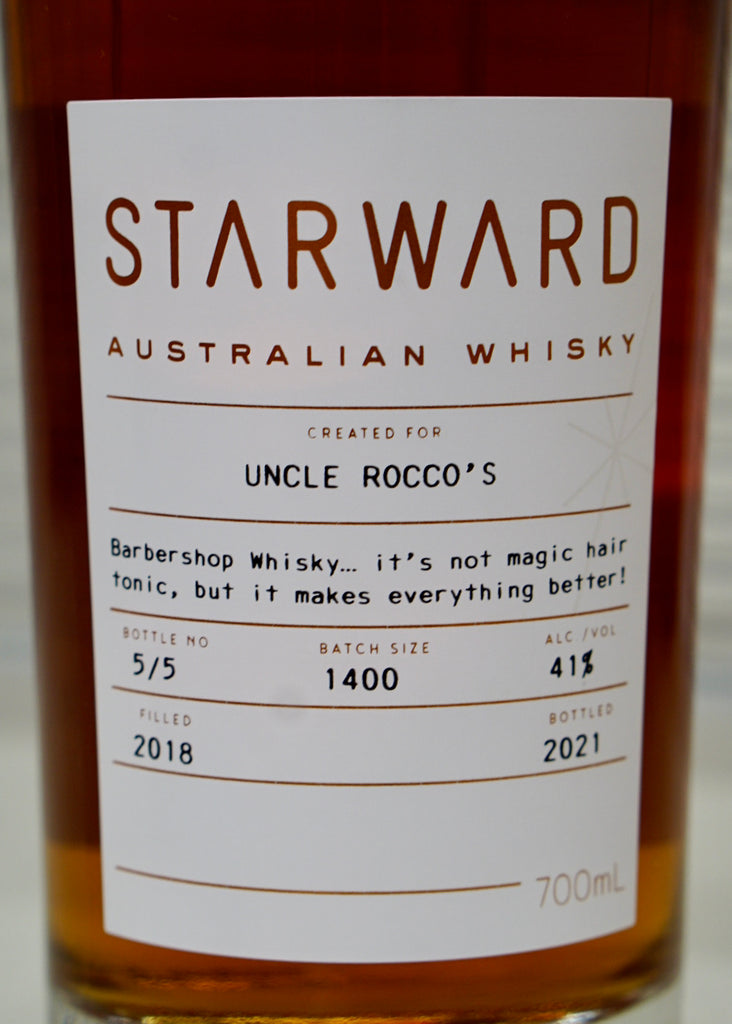 STARWARD
AUSTRALIAN WHISKY
CREATED FOR
UNCLE ROCCO'S
Barbershop Whisky… it's not magic hair
tonic, but it makes everything better!
BOTTLE NO BATCH SIZE ALC./VOL
5/5 1400 41%
FILLED BOTTLED
2018 2021
700mL